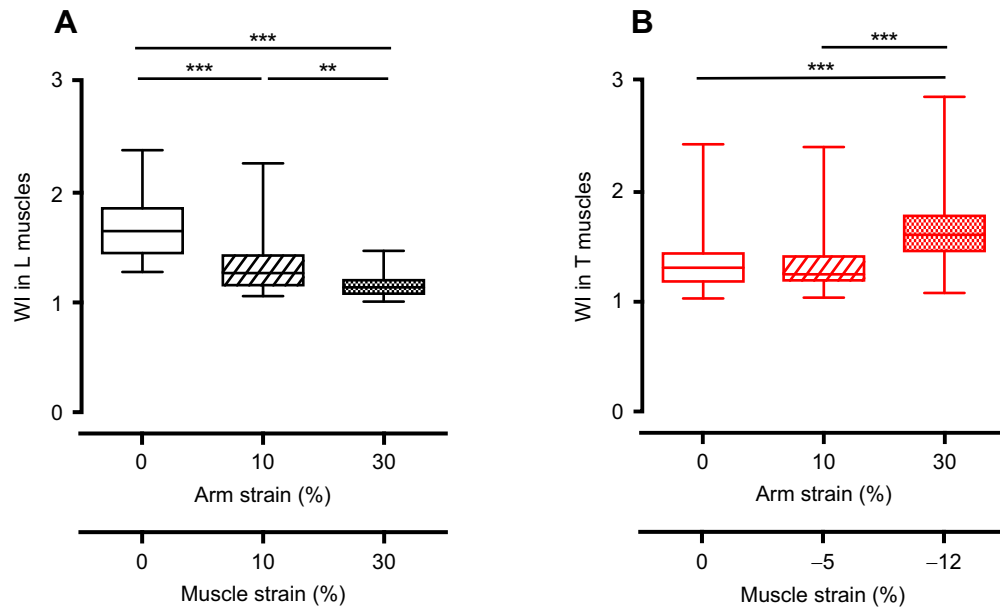 A
***
***
**
3
2
1
0
WI in L muscles
0 10 30
Arm strain (%)
0 10 30
Muscle strain (%)
B
***
***
3
2
1
0
WI in T muscles
0 10 30
Arm strain (%)
0 –5 –12
Muscle strain (%)